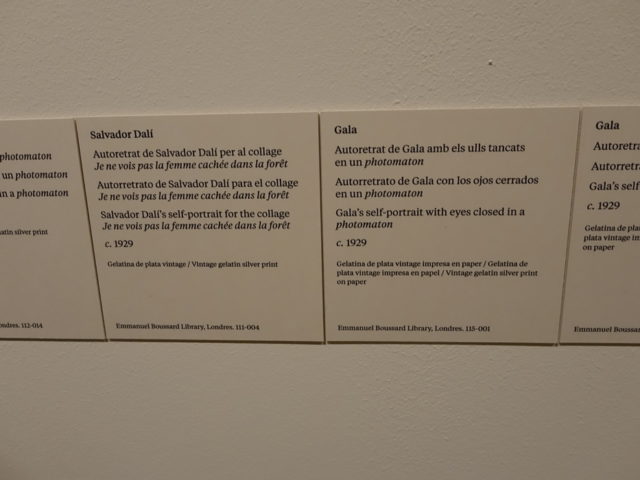 photomaton
un photomaton
in a photomaton
atin silver print
ondres. 112-014
Salvador Dalí
Autoretrat de Salvador Dalí per al collage
Je ne vois pas la femme cachée dans la forêt
Autorretrato de Salvador Dalí para el collage
Je ne vois pas la femme cachée dans la forêt
Salvador Dalí's self-portrait for the collage
Je ne vois pas la femme cachée dans la forêt
c. 1929
Gelatina de plata vintage / Vintage gelatin silver print
Emmanuel Boussard Library, Londres. 111-004
Gala
Autoretrat de Gala amb els ulls tancats
en un photomaton
Autorretrato de Gala con los ojos cerrados
en un photomaton
Gala's self-portrait with eyes closed in a
photomaton
c. 1929
Gelatina de plata vintage impresa en paper / Gelatina de
plata vintage impresa en papel / Vintage gelatin silver print
on paper
Emmanuel Boussard Library, Londres. 115-001
Gala
Autoretra
Autorretra
Gala's self
c. 1929
Gelatina de pla
plata vintage im
on paper
Emmanuel Boussar